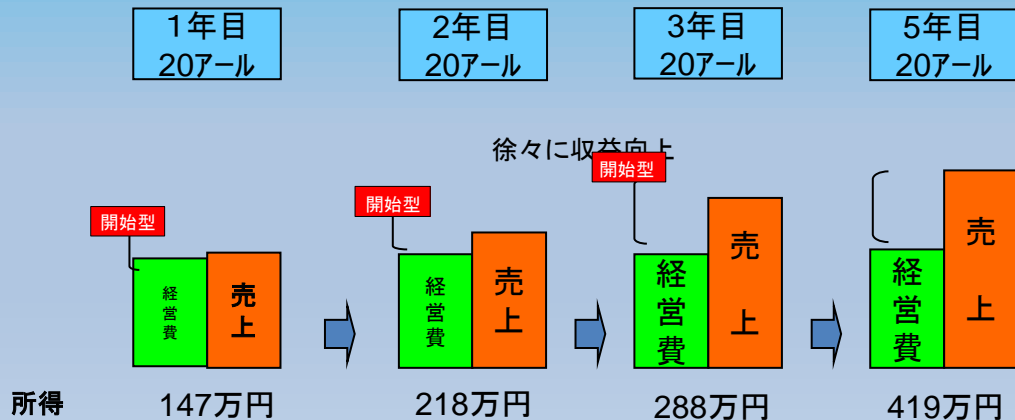 1年目
20アール
2年目
20アール
3年目
20アール
5年目
20アール
徐々に収益向上
開始型
開始型
開始型
経営費
売上
経営費
売上
経営費
売上
経営費
売上
所得
147万円
218万円
288万円
419万円